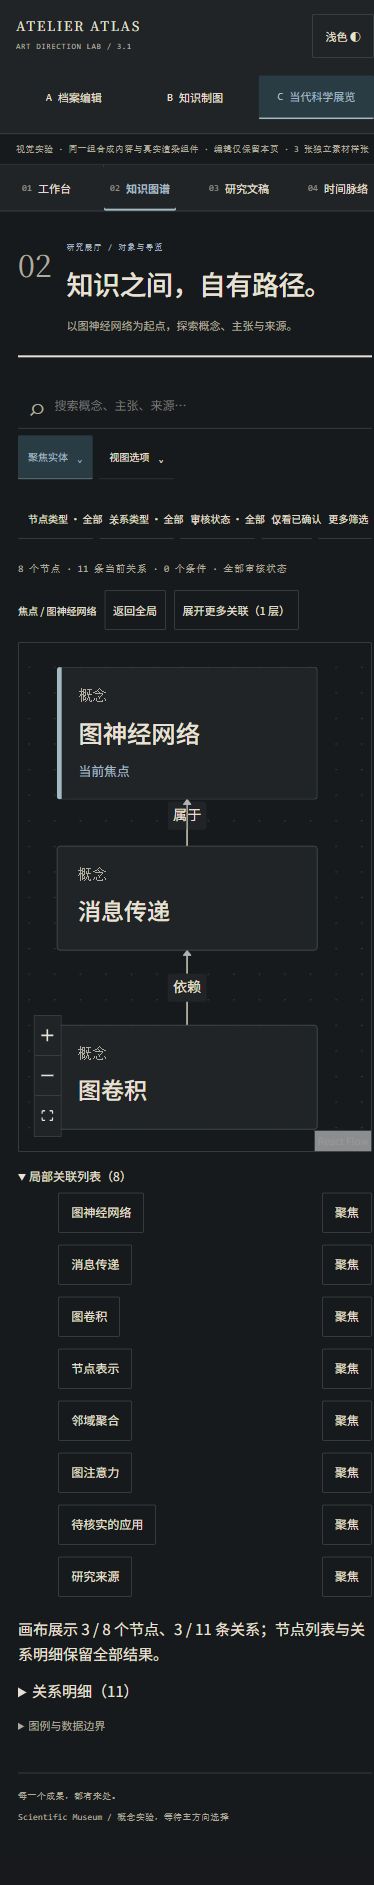 ATELIER ATLAS
ART DIRECTION LAB / 3.1
浅色
A 档案编辑 B 知识制图 C 当代科学展览
视觉实验 · 同一组合成内容与真实渲染组件 · 编辑仅保留本页 · 3 张独立素材样张
01 工作台 02 知识图谱 03 研究文稿 04 时间脉络
02
研究展厅 / 对象与导览
知识之间，自有路径。
以图神经网络为起点，探索概念、主张与来源。
搜索概念、主张、来源…
聚焦实体 视图选项
节点类型 · 全部 关系类型 · 全部 审核状态 · 全部 仅看已确认 更多筛选
8 个节点 · 11 条当前关系 · 0 个条件 · 全部审核状态
焦点 / 图神经网络 返回全局 展开更多关联（1 层）
概念
图神经网络
当前焦点
属于
概念
消息传递
依赖
概念
图卷积
React Flow
局部关联列表（8）
图神经网络 聚焦
消息传递 聚焦
图卷积 聚焦
节点表示 聚焦
邻域聚合 聚焦
图注意力 聚焦
待核实的应用 聚焦
研究来源 聚焦
画布展示 3 / 8 个节点、3 / 11 条关系；节点列表与关
系明细保留全部结果。
关系明细（11）
图例与数据边界
每一个成果，都有来处。
Scientific Museum / 概念实验，等待主方向选择